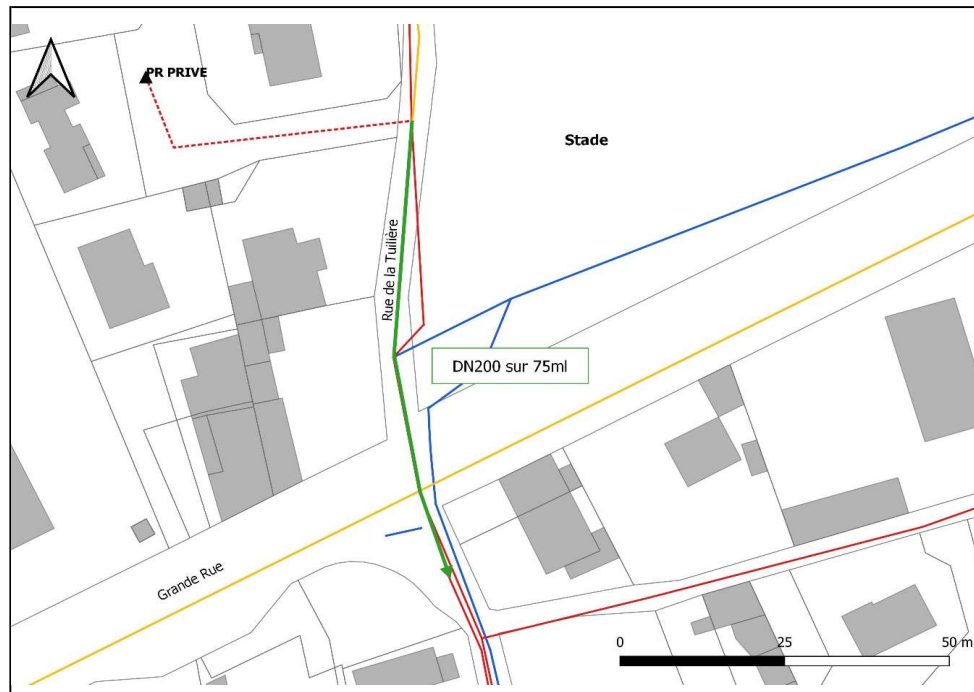 PR PRIVE
Stade
Rue de la Tuilière
DN200 sur 75ml
Grande Rue
0 25 50 m